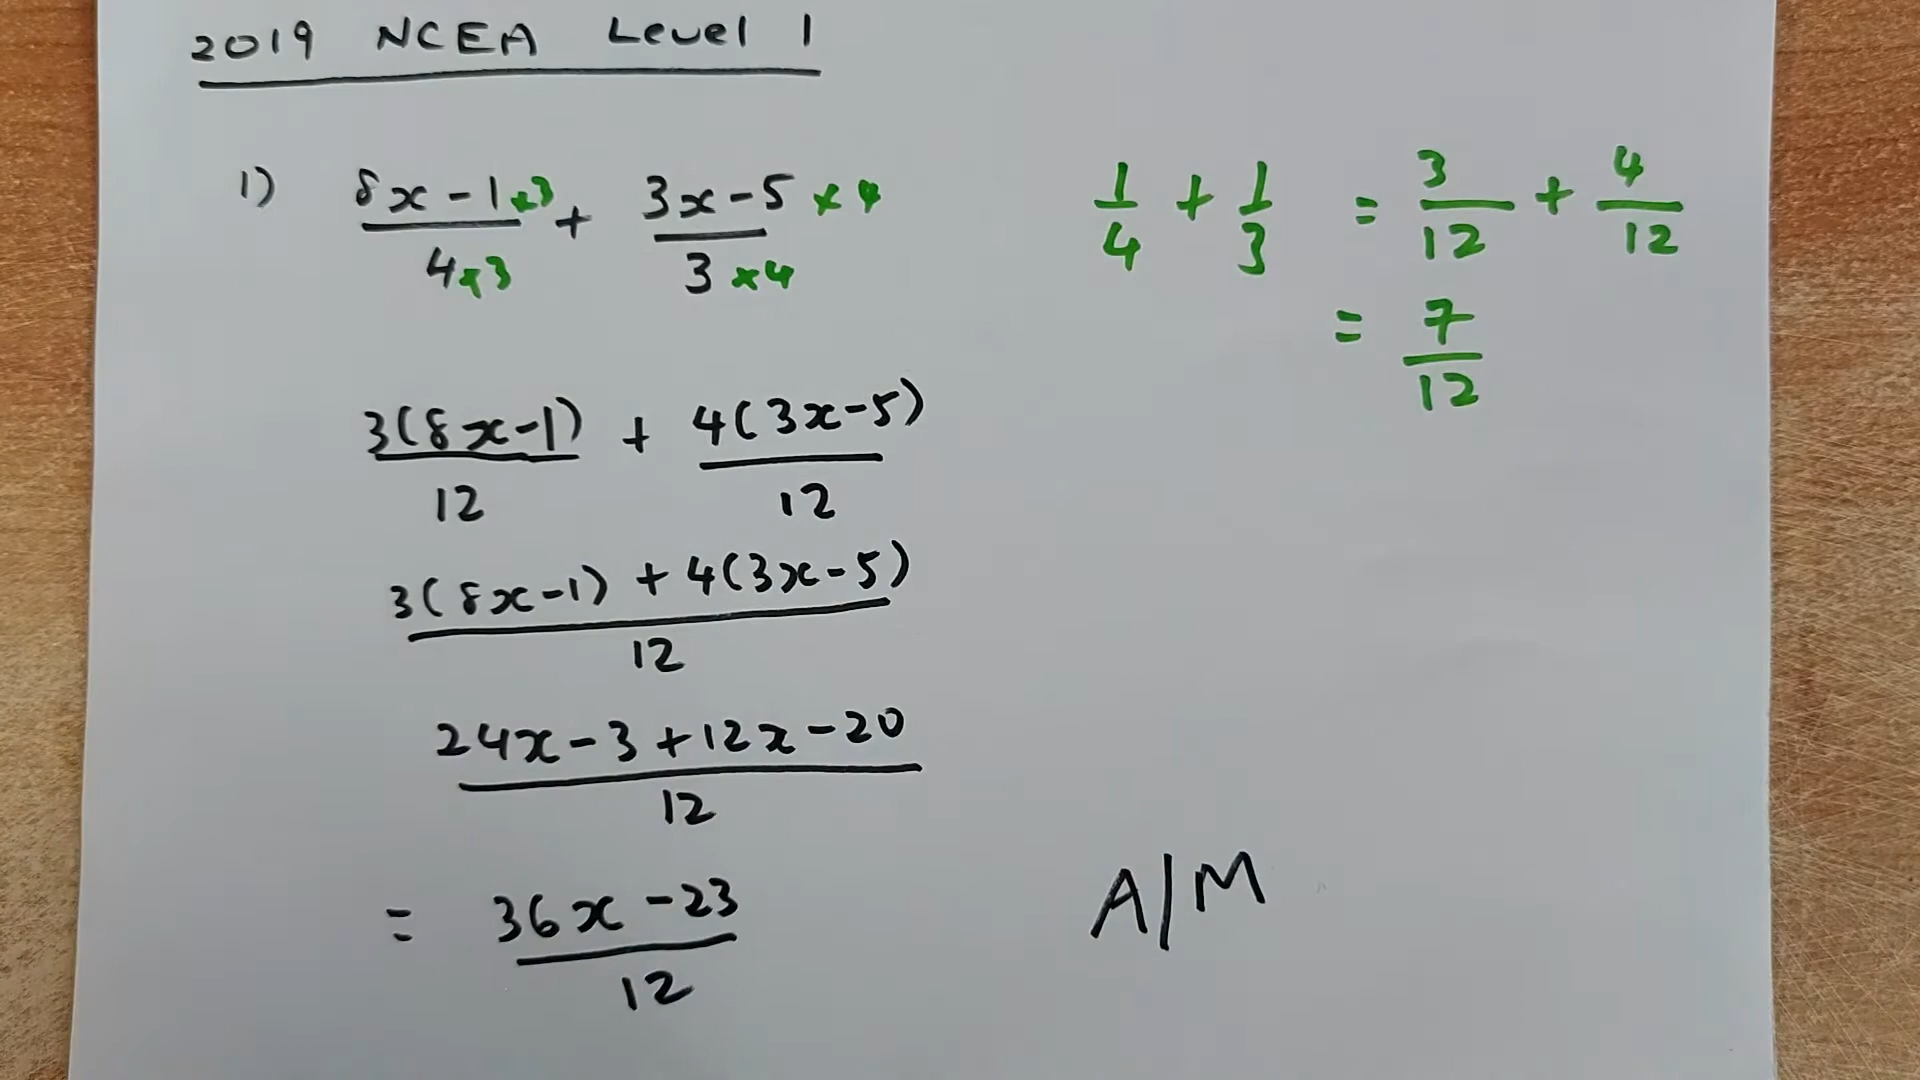 2019 NCEA Level 1
1) 8x-1 ×3 / 4 ×3 + 3x-5 ×4 / 3 ×4
3(8x-1) / 12 + 4(3x-5) / 12
3(8x-1) + 4(3x-5) / 12
24x-3+12x-20 / 12
= 36x-23 / 12
1/4 + 1/3 = 3/12 + 4/12
= 7/12
A/M